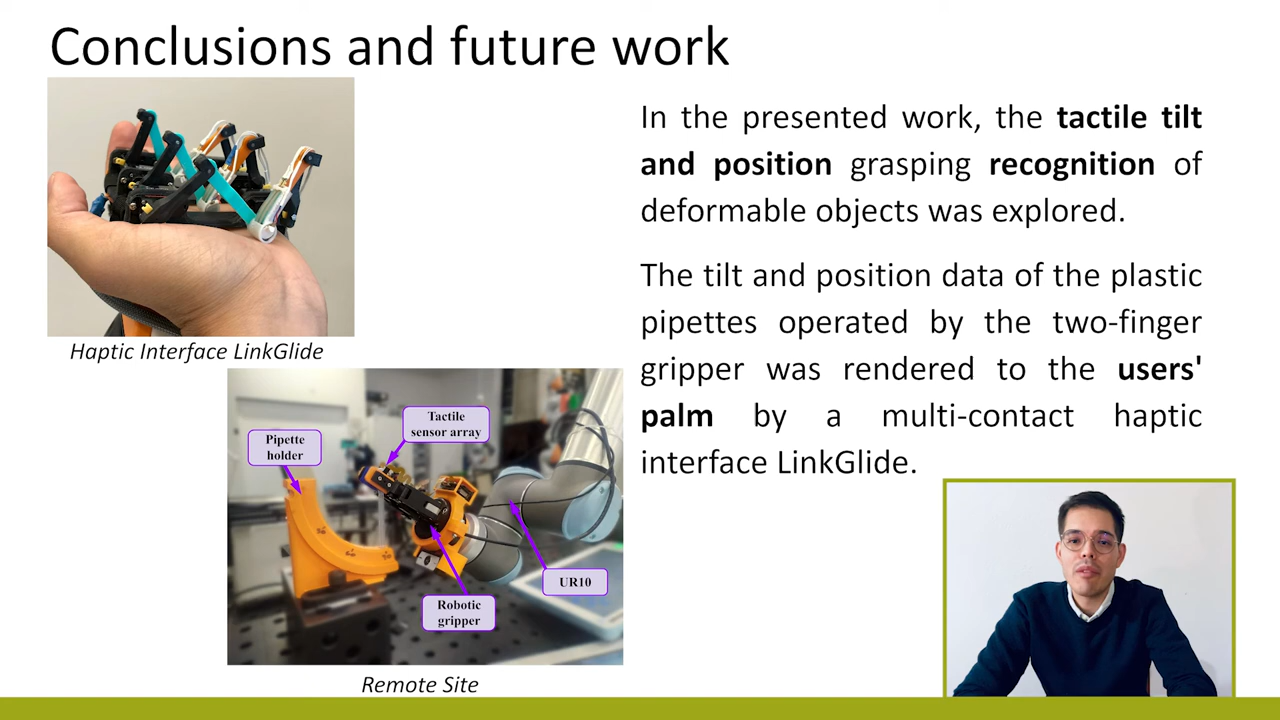 Conclusions and future work
In the presented work, the tactile tilt
and position grasping recognition of
deformable objects was explored.
The tilt and position data of the plastic
pipettes operated by the two-finger
gripper was rendered to the users'
palm by a multi-contact haptic
interface LinkGlide.
Haptic Interface LinkGlide
Tactile
sensor array
Pipette
holder
UR10
Robotic
gripper
Remote Site